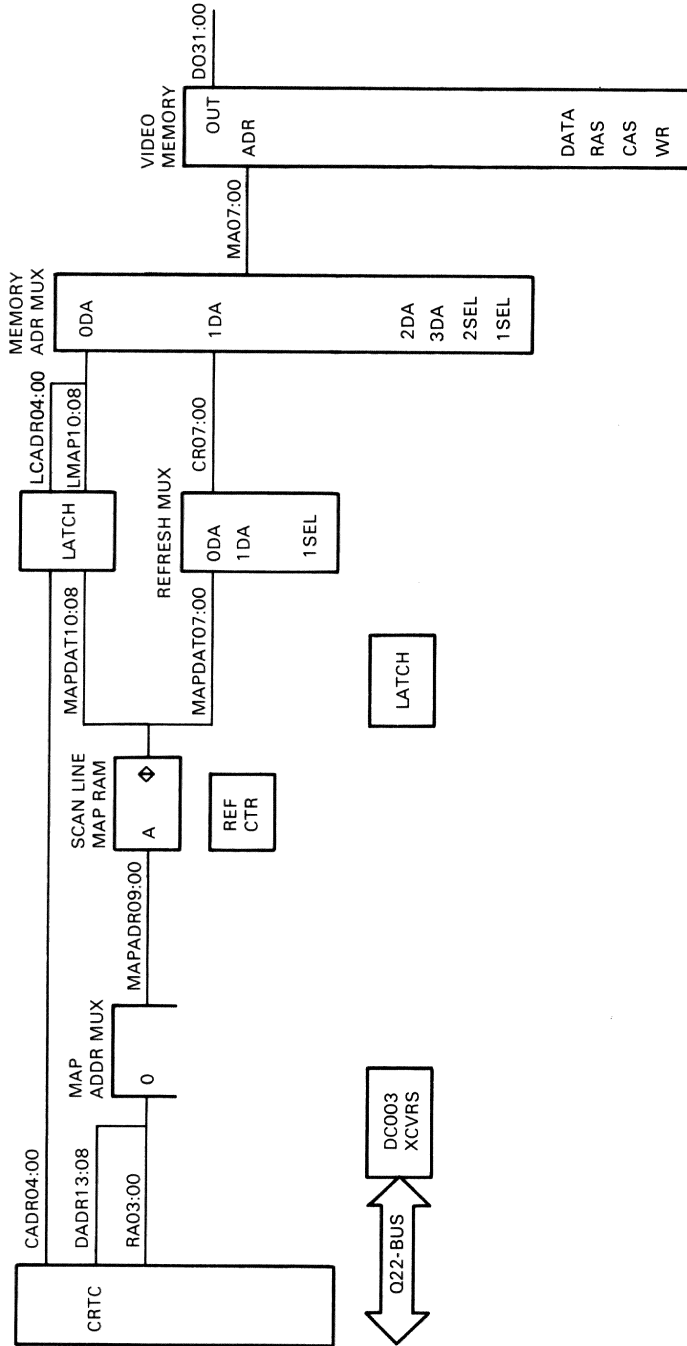 CRTC
CADR04:00
DADR13:08
RA03:00
MAP
ADDR MUX
0
MAPADR09:00
SCAN LINE
MAP RAM
A
MAPDAT10:08
MAPDAT07:00
REF
CTR
LATCH
LCADR04:00
LMAP10:08
REFRESH MUX
0DA
1DA
1SEL
CR07:00
MEMORY
ADR MUX
0DA
1DA
2DA
3DA
2SEL
1SEL
MA07:00
VIDEO
MEMORY
OUT
ADR
DATA
RAS
CAS
WR
DO31:00
Q22-BUS
DC003
XCVRS
LATCH